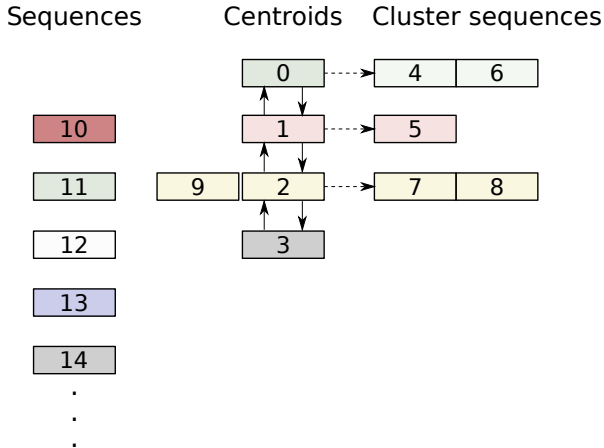 Sequences Centroids Cluster sequences
0 4 6
10 1 5
11 9 2 7 8
12 3
13
14
.
.
.